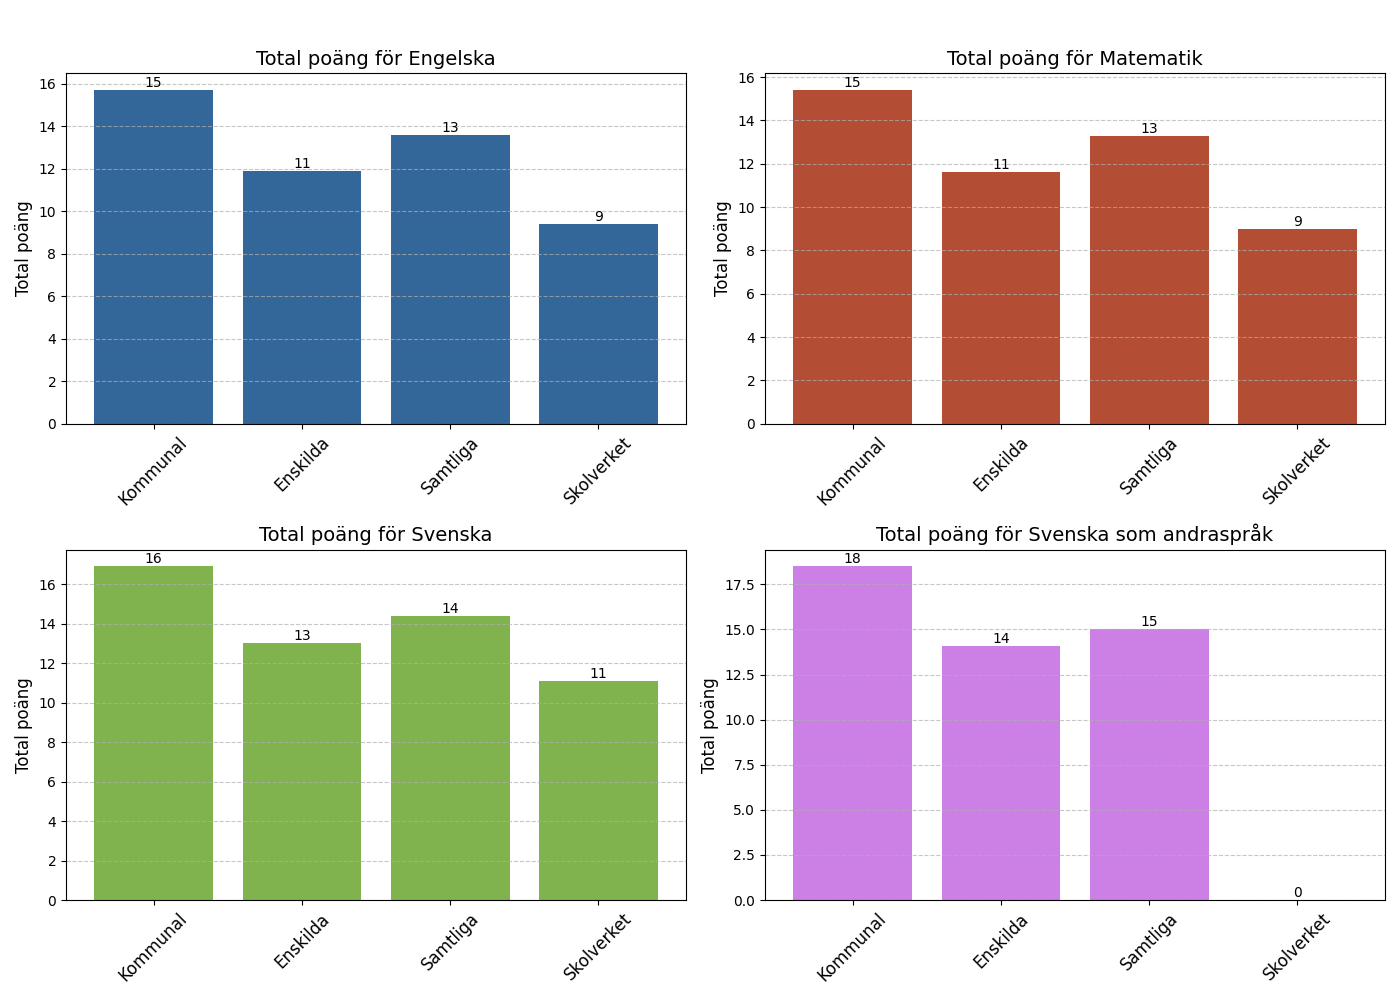 Total poäng för Engelska
Total poäng
16
14
12
10
8
6
4
2
0
15
11
13
9
Kommunal
Enskilda
Samtliga
Skolverket
Total poäng för Matematik
Total poäng
16
14
12
10
8
6
4
2
0
15
11
13
9
Kommunal
Enskilda
Samtliga
Skolverket
Total poäng för Svenska
Total poäng
16
14
12
10
8
6
4
2
0
16
13
14
11
Kommunal
Enskilda
Samtliga
Skolverket
Total poäng för Svenska som andraspråk
Total poäng
17.5
15.0
12.5
10.0
7.5
5.0
2.5
0.0
18
14
15
0
Kommunal
Enskilda
Samtliga
Skolverket